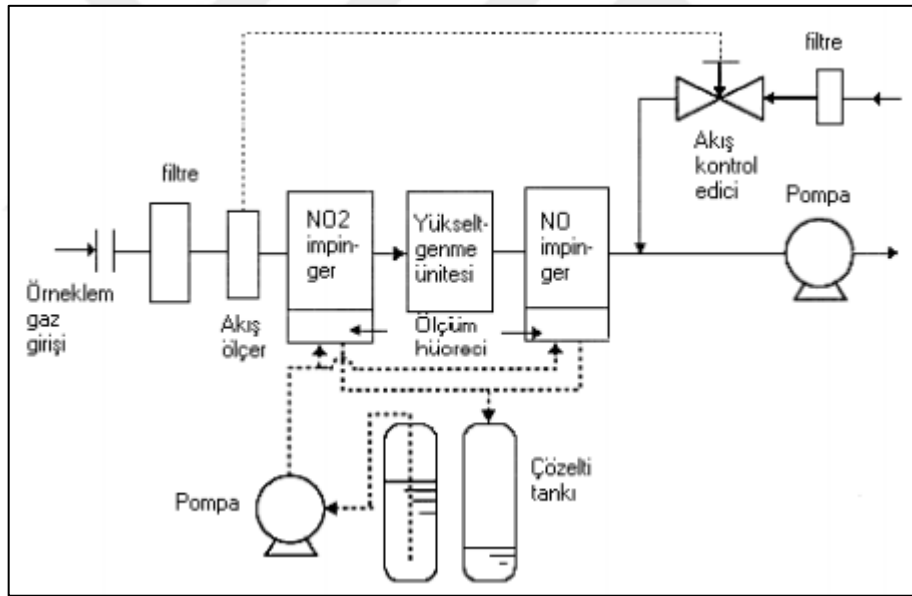 filtre
Akış
kontrol
edici
Pompa
filtre
NO2
impin-
ger
Yükselt-
genme
ünitesi
NO
impin-
ger
Örneklem
gaz
girişi
Akış
ölçer
Ölçüm
hücreci
Pompa
Çözelti
tankı